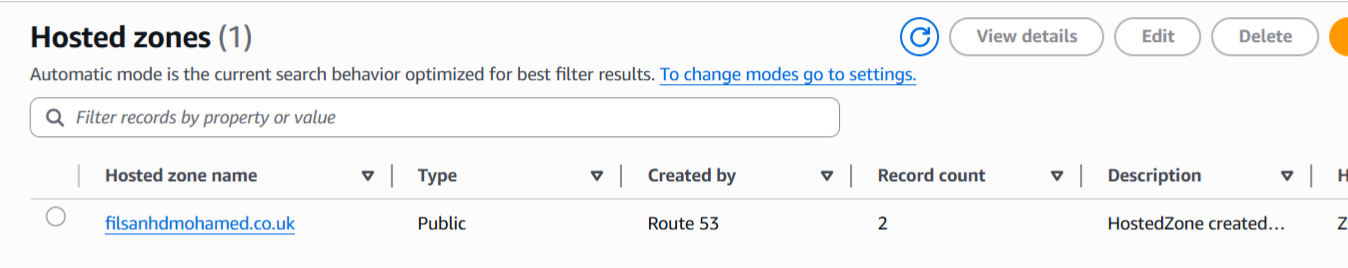 Hosted zones (1)
View details
Edit
Delete
Automatic mode is the current search behavior optimized for best filter results. To change modes go to settings.
Filter records by property or value
Hosted zone name
Type
Created by
Record count
Description
H
filsanhdmohamed.co.uk
Public
Route 53
2
HostedZone created...
Z